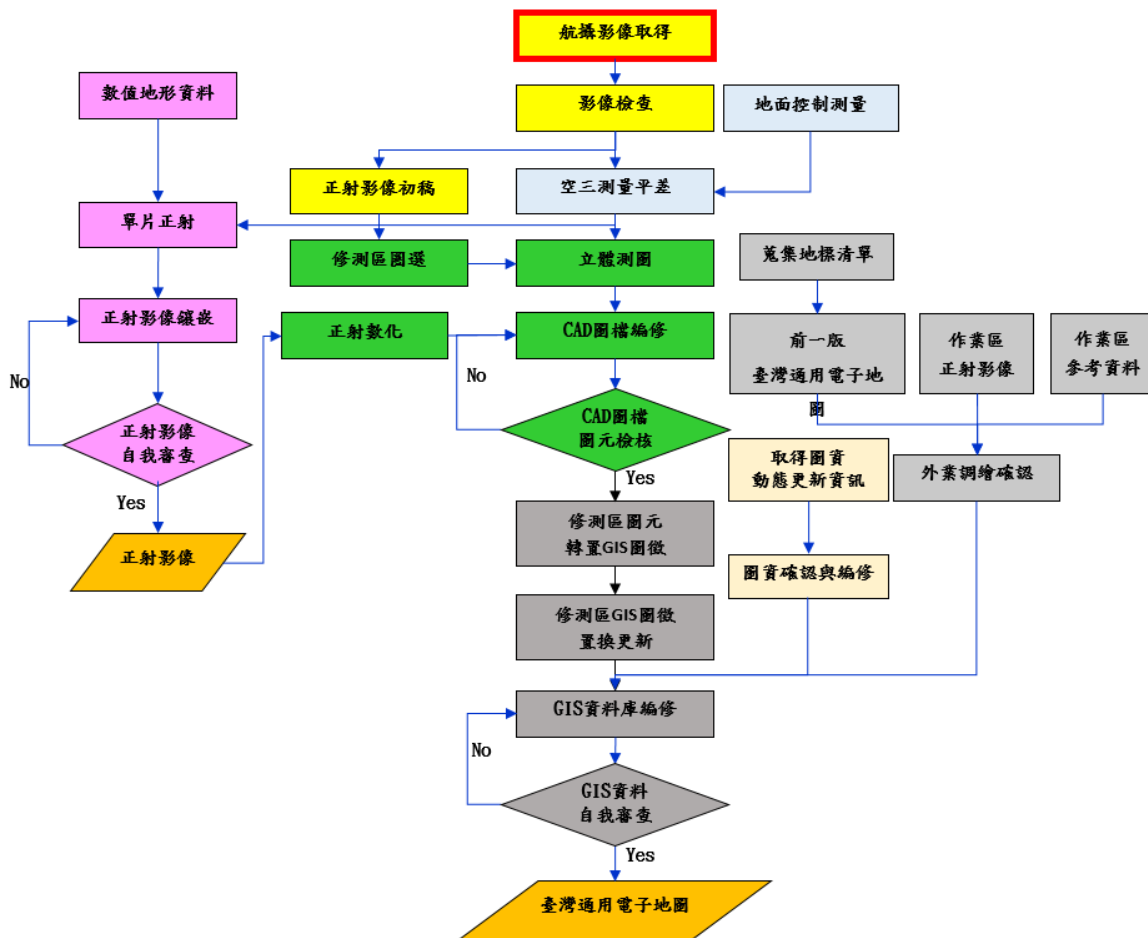 航攝影像取得
數值地形資料
影像檢查
地面控制測量
正射影像初稿
空三測量平差
單片正射
修測區圈選
立體測圖
蒐集地標清單
正射影像鑲嵌
正射數化
CAD圖檔編修
前一版
臺灣通用電子地
圖
作業區
正射影像
作業區
參考資料
No
No
正射影像
自我審查
CAD圖檔
圖元檢核
取得圖資
動態更新資訊
外業調繪確認
Yes
Yes
正射影像
修測區圖元
轉置GIS圖徵
圖資確認與編修
修測區GIS圖徵
置換更新
GIS資料庫編修
No
GIS資料
自我審查
Yes
臺灣通用電子地圖